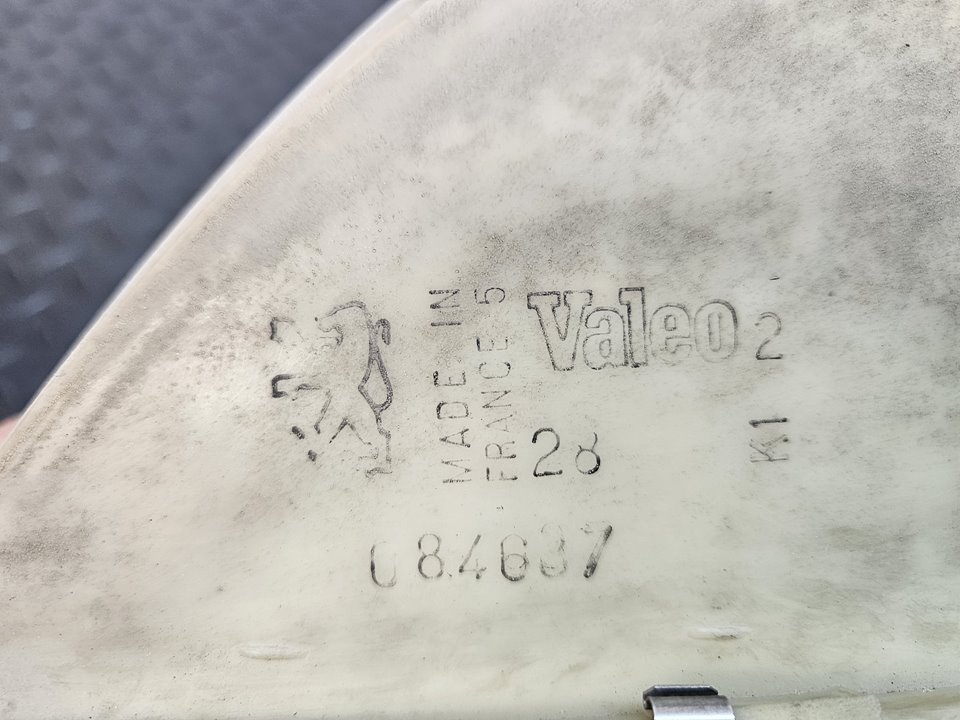 MADE IN
FRANCE 5
Valeo 2
28
K1
084637